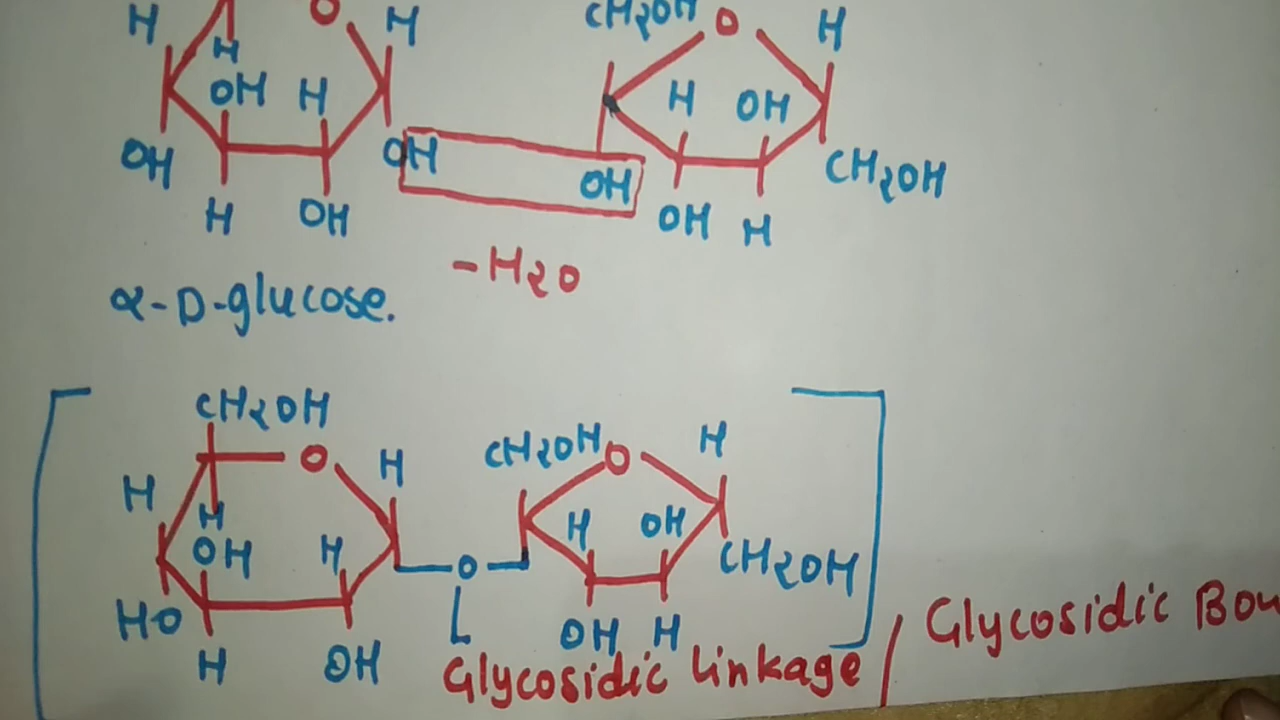 H O H CH2OH O H
H
OH H H OH
OH OH OH CH2OH
H OH OH H
-H2O
α-D-glucose.
CH2OH
H O H CH2OH O H
H
OH H H OH
HO O CH2OH
H OH OH H
Glycosidic linkage / Glycosidic Bon